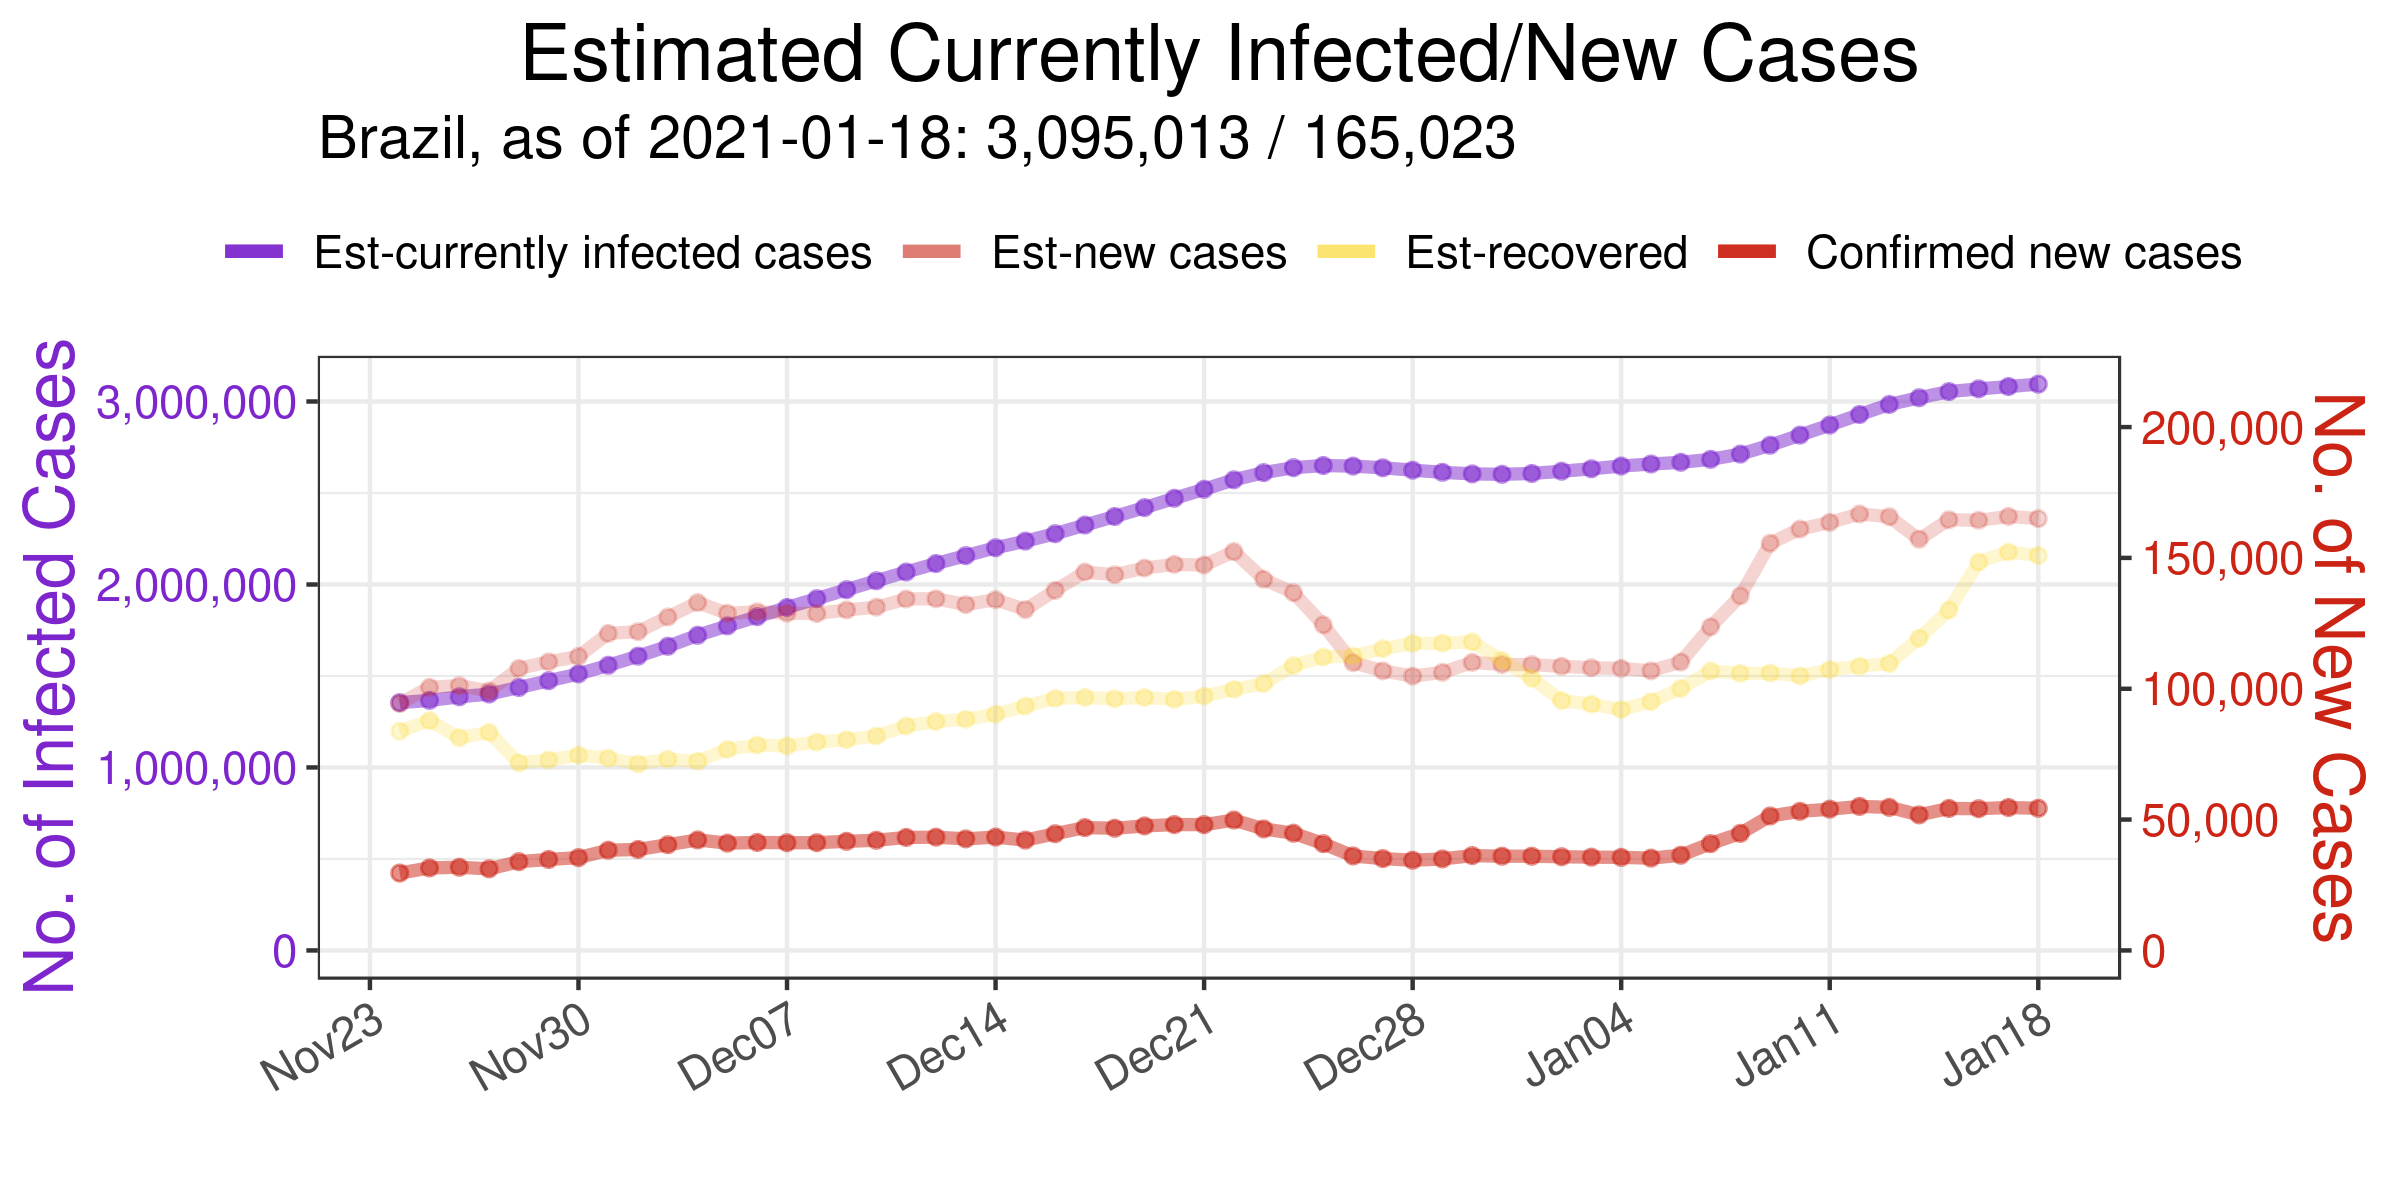 Estimated Currently Infected/New Cases
Brazil, as of 2021-01-18: 3,095,013 / 165,023
Est-currently infected cases Est-new cases Est-recovered Confirmed new cases
No. of Infected Cases
3,000,000
2,000,000
1,000,000
0
200,000
150,000
100,000
50,000
0
No. of New Cases
Nov23 Nov30 Dec07 Dec14 Dec21 Dec28 Jan04 Jan11 Jan18